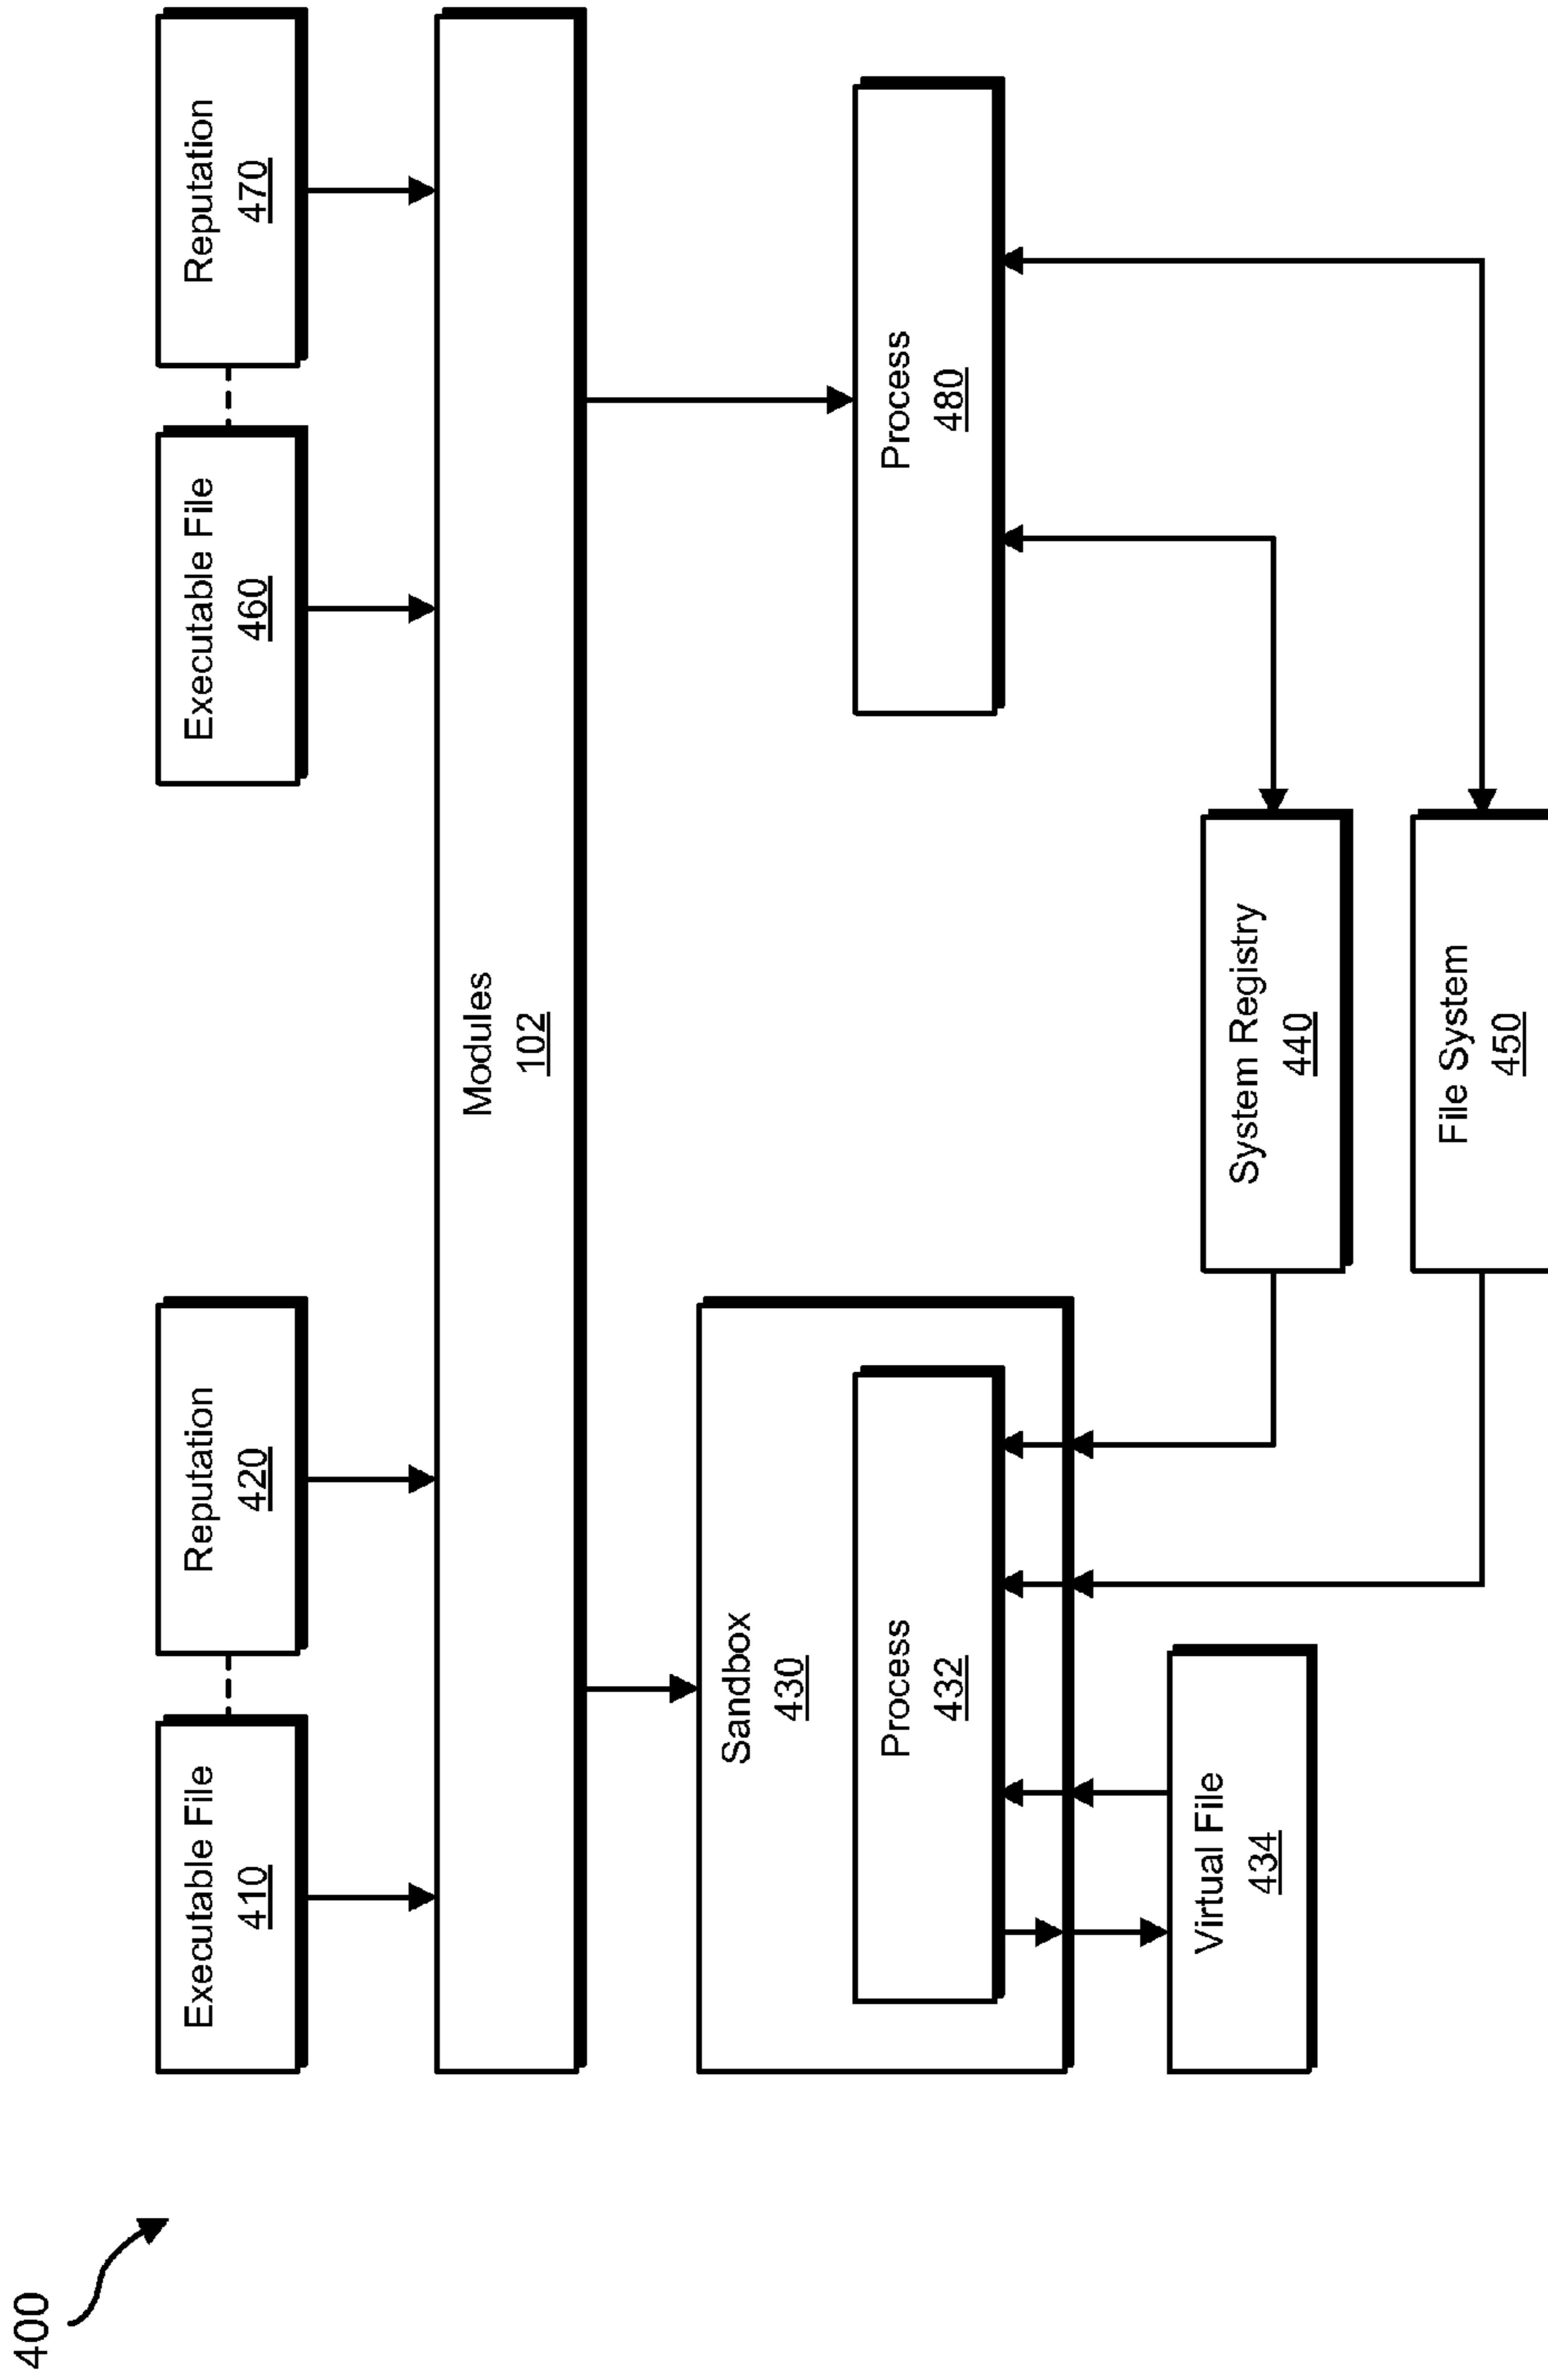 400
Executable File
410
Reputation
420
Executable File
460
Reputation
470
Modules
102
Sandbox
430
Process
432
Process
480
Virtual File
434
System Registry
440
File System
450